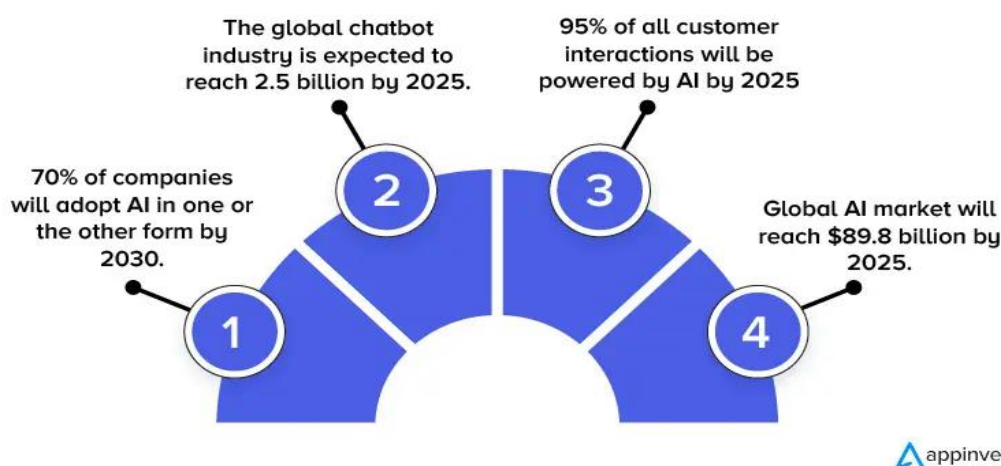 The global chatbot
industry is expected to
reach 2.5 billion by 2025.
95% of all customer
interactions will be
powered by AI by 2025
70% of companies
will adopt AI in one or
the other form by
2030.
Global AI market will
reach $89.8 billion by
2025.
1
2
3
4
appinve